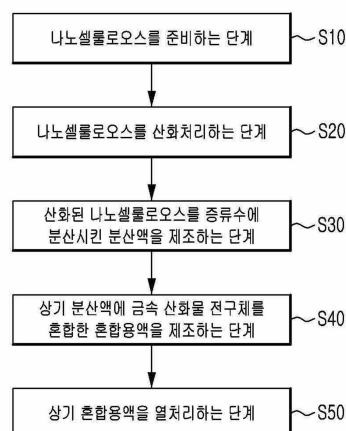 나노셀룰로오스를 준비하는 단계
S10
나노셀룰로오스를 산화처리하는 단계
S20
산화된 나노셀룰로오스를 증류수에
분산시킨 분산액을 제조하는 단계
S30
상기 분산액에 금속 산화물 전구체를
혼합한 혼합용액을 제조하는 단계
S40
상기 혼합용액을 열처리하는 단계
S50